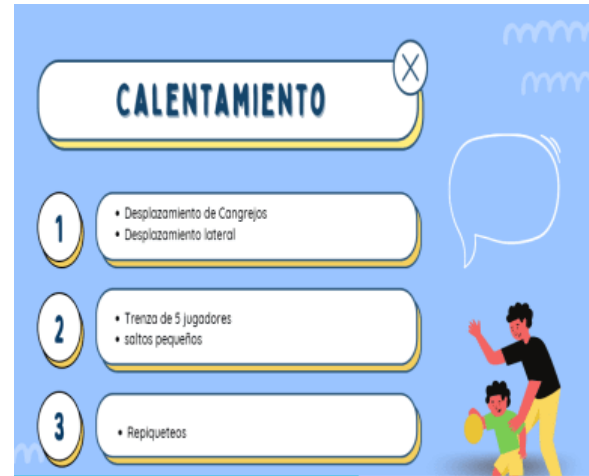 CALENTAMIENTO
1
• Desplazamiento de Cangrejos
• Desplazamiento lateral
2
• Trenza de 5 jugadores
• saltos pequeños
3
• Repiqueteos